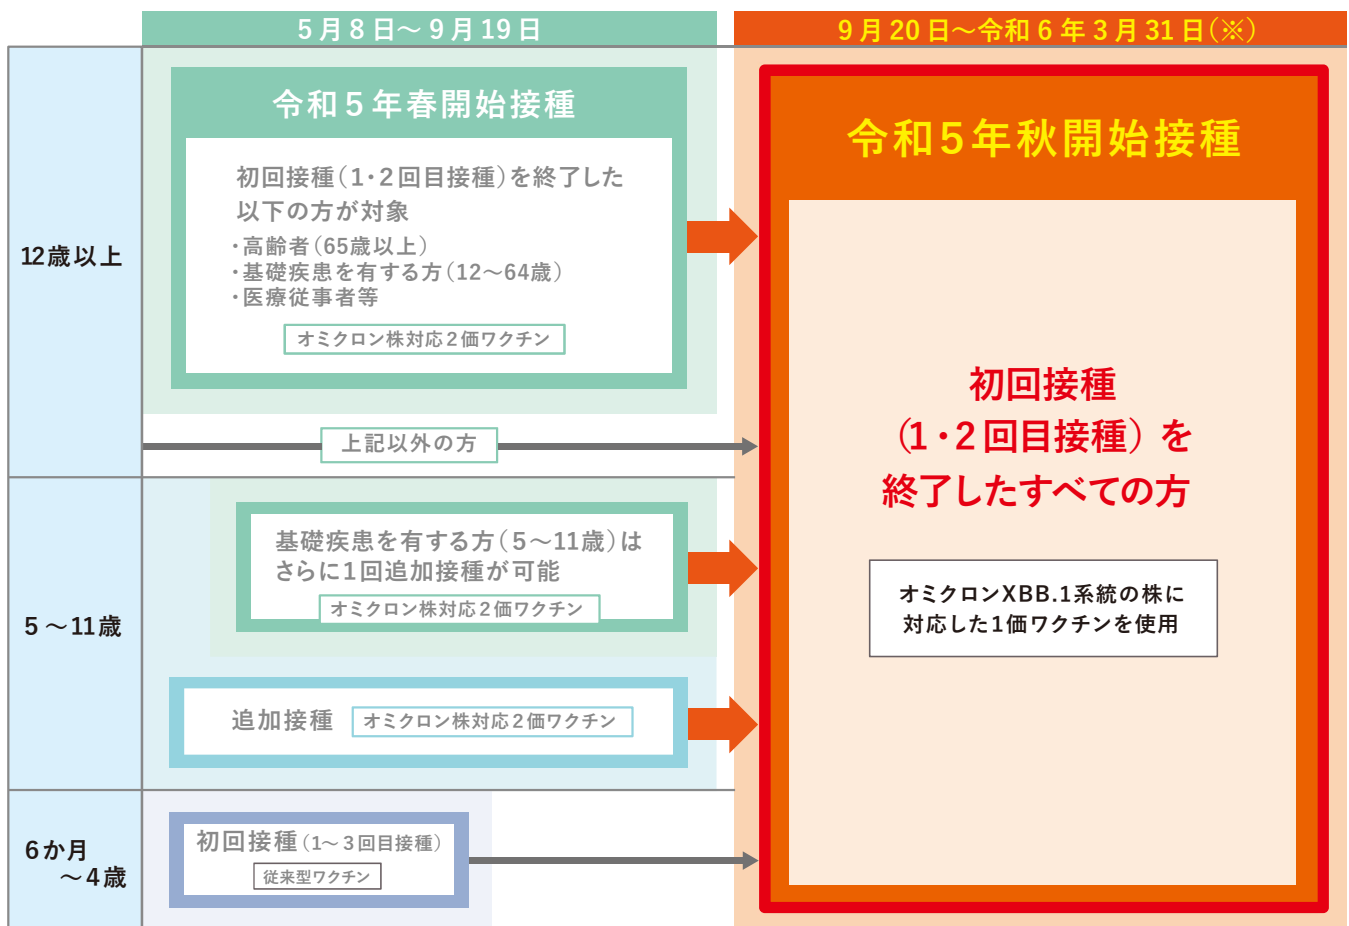 5月8日～9月19日
9月20日～令和6年3月31日(※)
12歳以上
令和5年春開始接種
初回接種(1・2回目接種)を終了した
以下の方が対象
・高齢者(65歳以上)
・基礎疾患を有する方(12～64歳)
・医療従事者等
オミクロン株対応2価ワクチン
上記以外の方
5～11歳
基礎疾患を有する方(5～11歳)は
さらに1回追加接種が可能
オミクロン株対応2価ワクチン
追加接種
オミクロン株対応2価ワクチン
6か月
～4歳
初回接種(1～3回目接種)
従来型ワクチン
令和5年秋開始接種
初回接種
(1・2回目接種)を
終了したすべての方
オミクロンXBB.1系統の株に
対応した1価ワクチンを使用